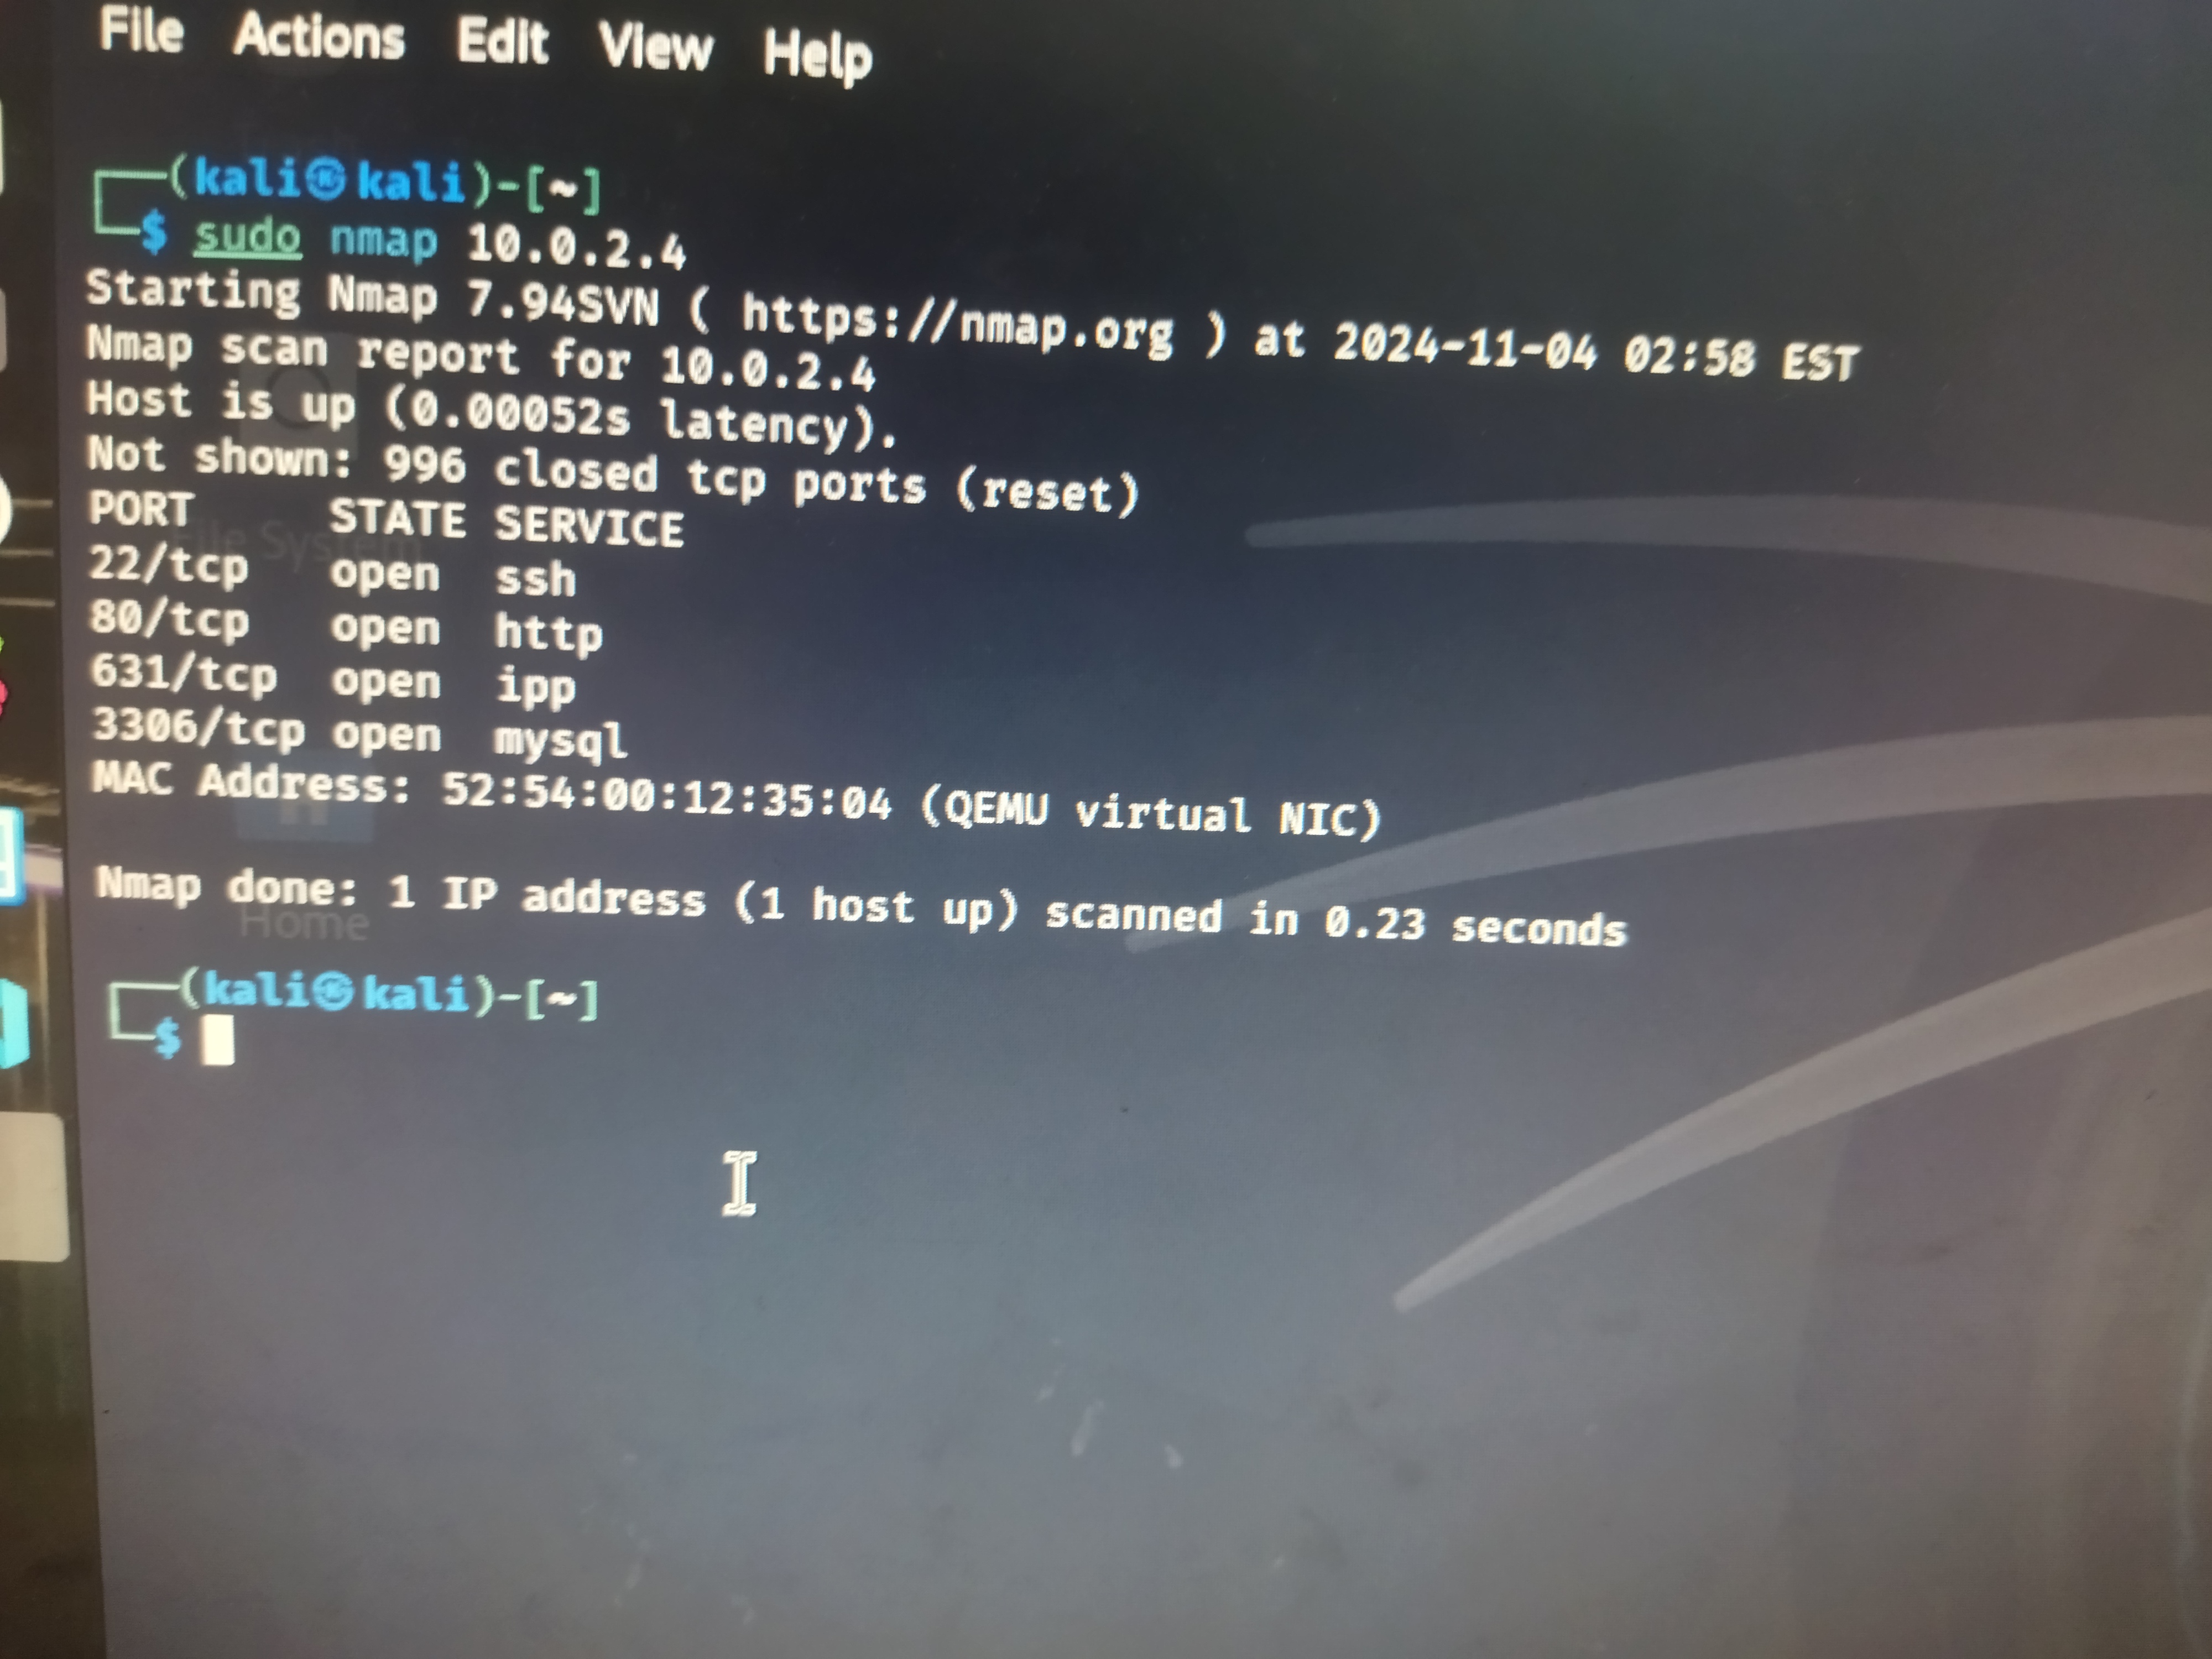 File Actions Edit View Help
┌──(kali㉿kali)-[~]
└─$ sudo nmap 10.0.2.4
Starting Nmap 7.94SVN ( https://nmap.org ) at 2024-11-04 02:58 EST
Nmap scan report for 10.0.2.4
Host is up (0.00052s latency).
Not shown: 996 closed tcp ports (reset)
PORT     STATE SERVICE
22/tcp   open  ssh
80/tcp   open  http
631/tcp  open  ipp
3306/tcp open  mysql
MAC Address: 52:54:00:12:35:04 (QEMU virtual NIC)
Nmap done: 1 IP address (1 host up) scanned in 0.23 seconds
┌──(kali㉿kali)-[~]
└─$
File System
Home